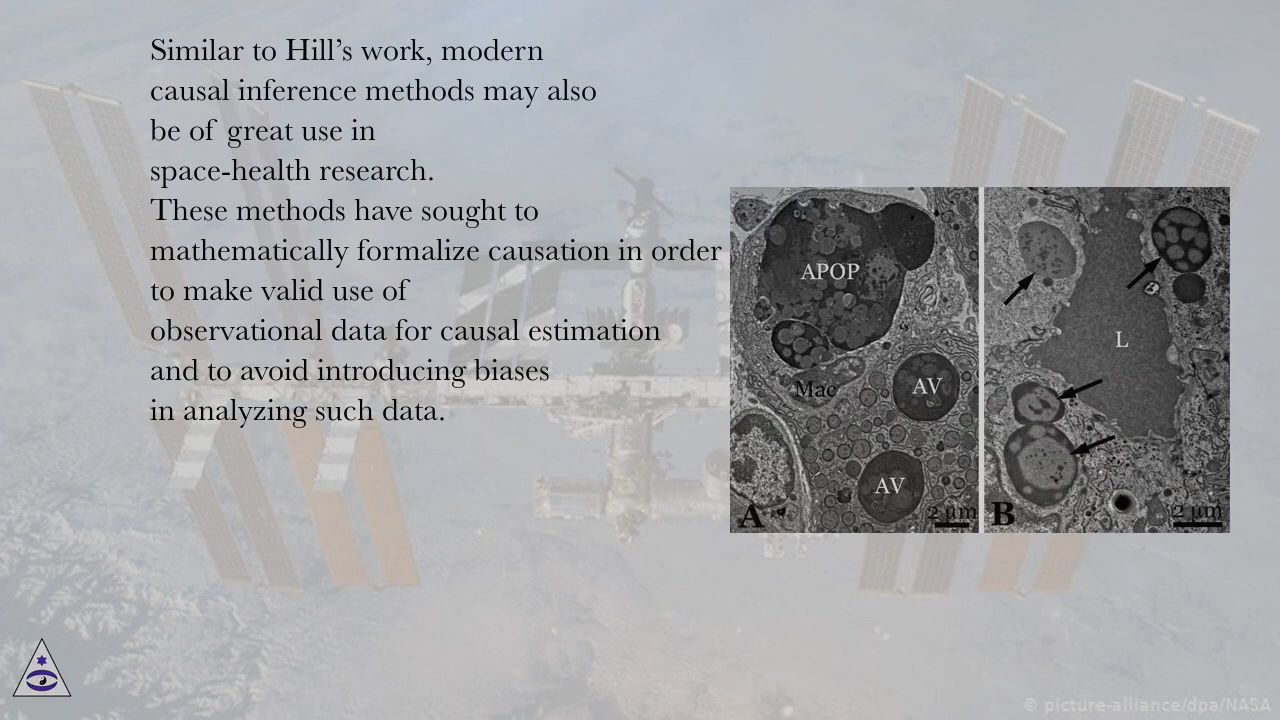 Similar to Hill’s work, modern
causal inference methods may also
be of great use in
space-health research.
These methods have sought to
mathematically formalize causation in order
to make valid use of
observational data for causal estimation
and to avoid introducing biases
in analyzing such data.
APOP
Mac
AV
AV
A
2 µm
L
B
2 µm
© picture-alliance/dpa/NASA